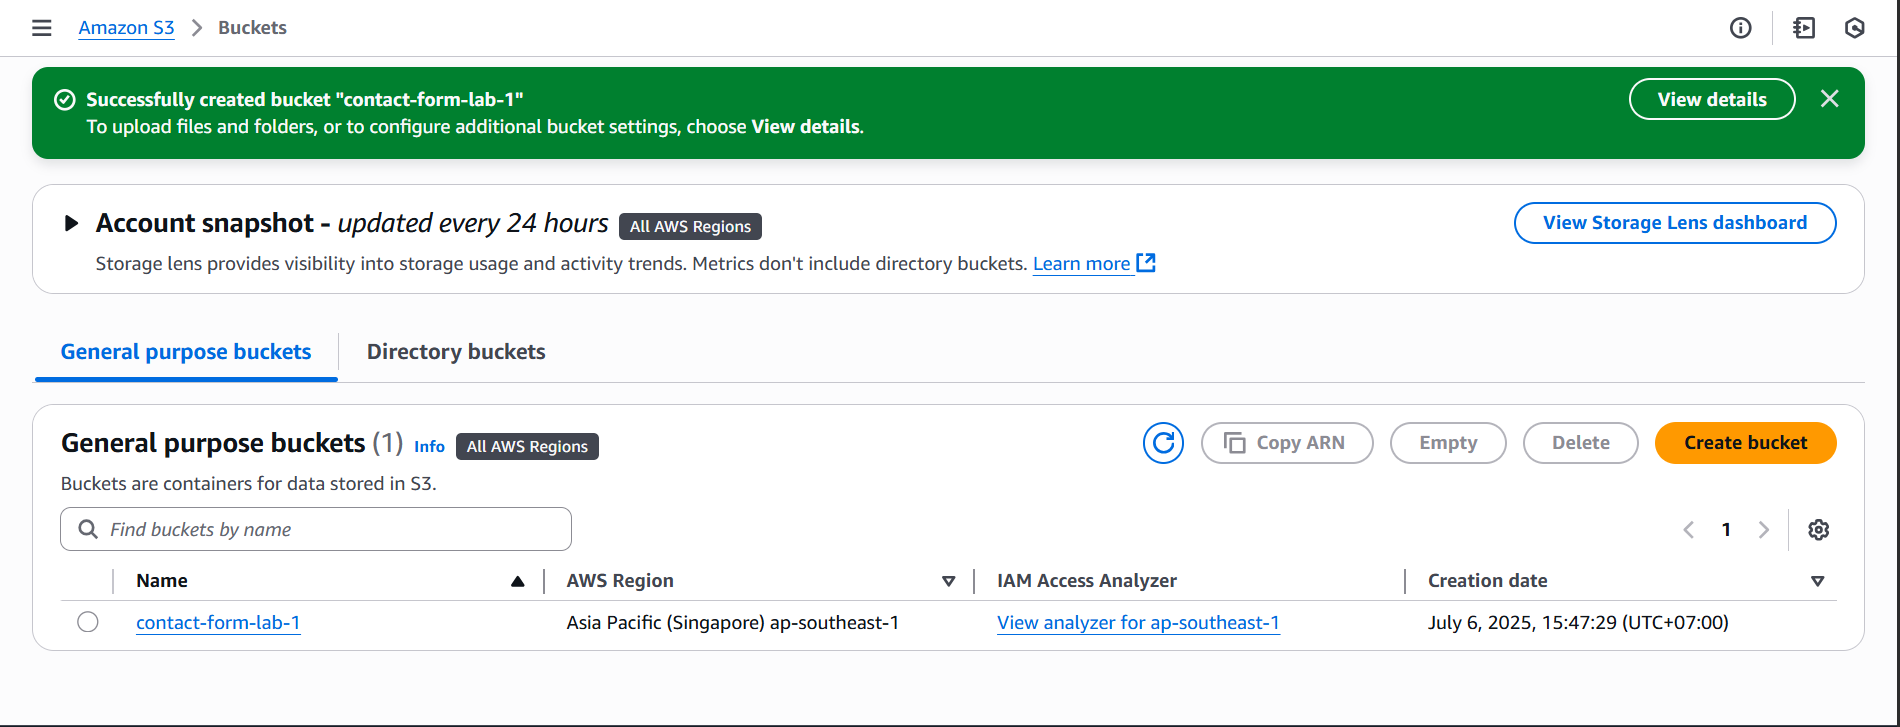 Amazon S3 > Buckets
Successfully created bucket "contact-form-lab-1"
View details
To upload files and folders, or to configure additional bucket settings, choose View details.
Account snapshot - updated every 24 hours All AWS Regions
View Storage Lens dashboard
Storage lens provides visibility into storage usage and activity trends. Metrics don't include directory buckets. Learn more
General purpose buckets Directory buckets
General purpose buckets (1) Info All AWS Regions
Copy ARN Empty Delete Create bucket
Buckets are containers for data stored in S3.
Find buckets by name
1
Name AWS Region IAM Access Analyzer Creation date
contact-form-lab-1 Asia Pacific (Singapore) ap-southeast-1 View analyzer for ap-southeast-1 July 6, 2025, 15:47:29 (UTC+07:00)